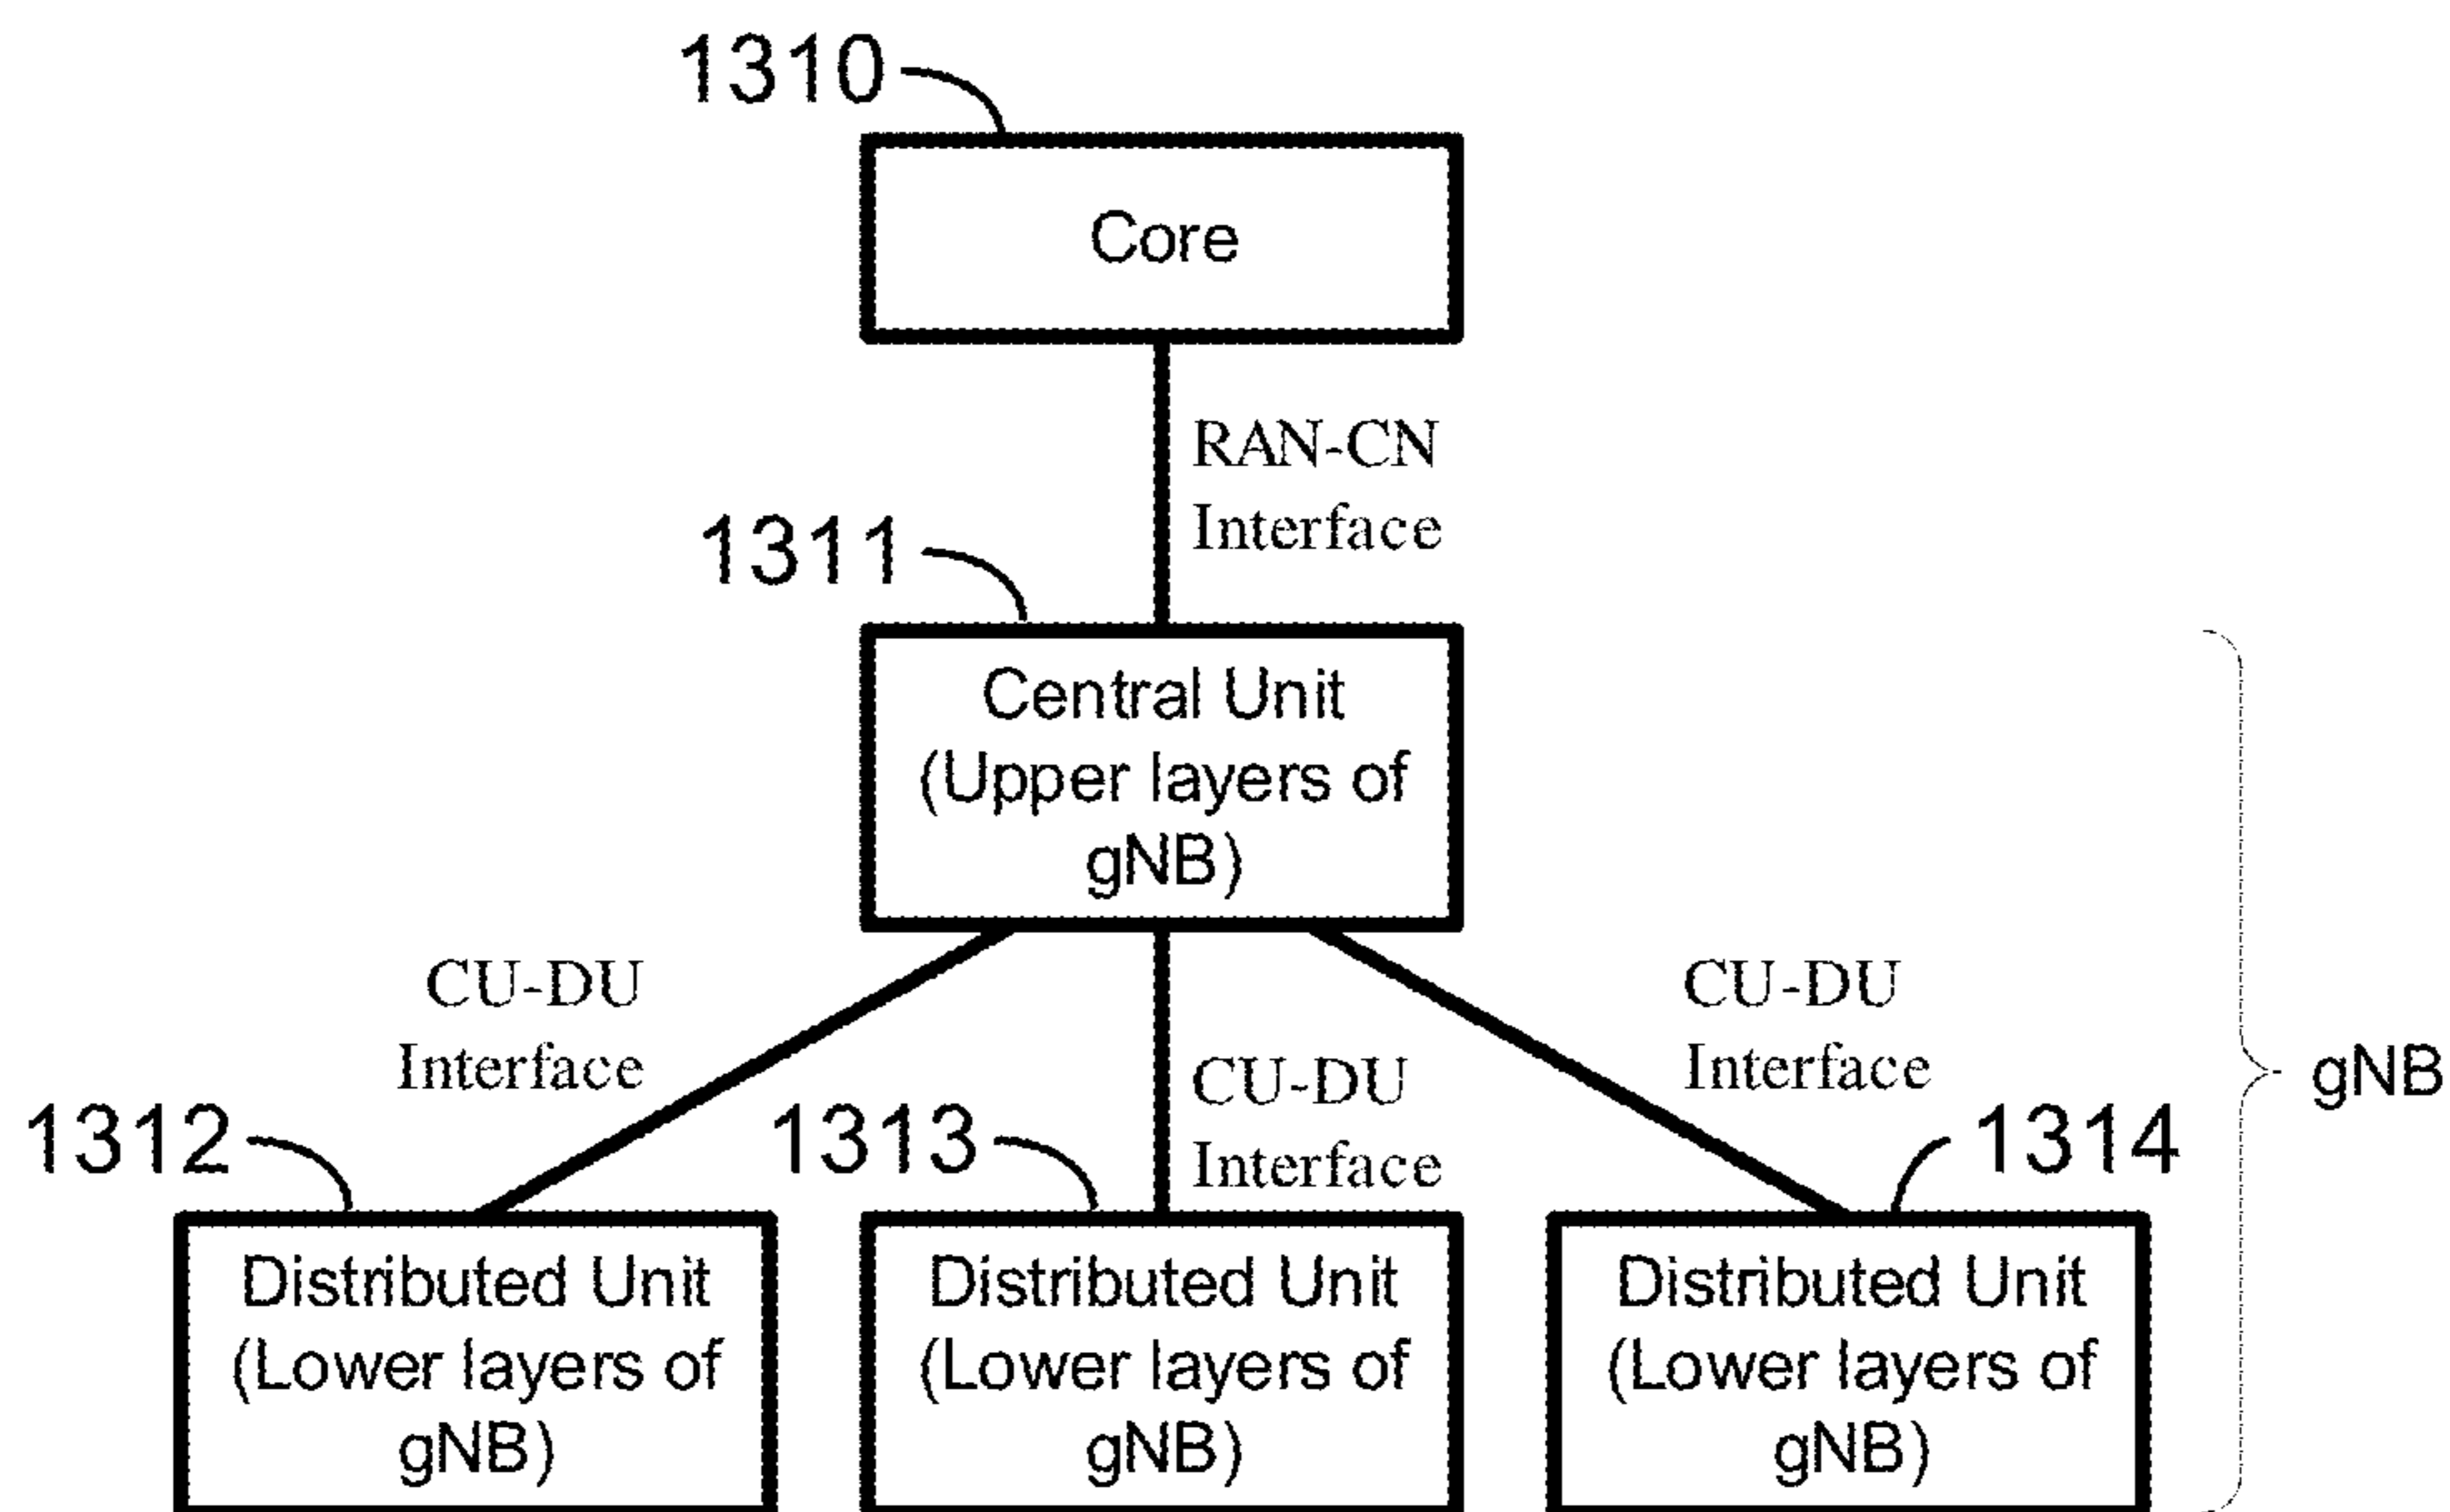 1310
Core
RAN-CN
Interface
1311
Central Unit
(Upper layers of
gNB)
CU-DU
Interface
CU-DU
Interface
CU-DU
Interface
gNB
1312
1313
1314
Distributed Unit
(Lower layers of
gNB)
Distributed Unit
(Lower layers of
gNB)
Distributed Unit
(Lower layers of
gNB)